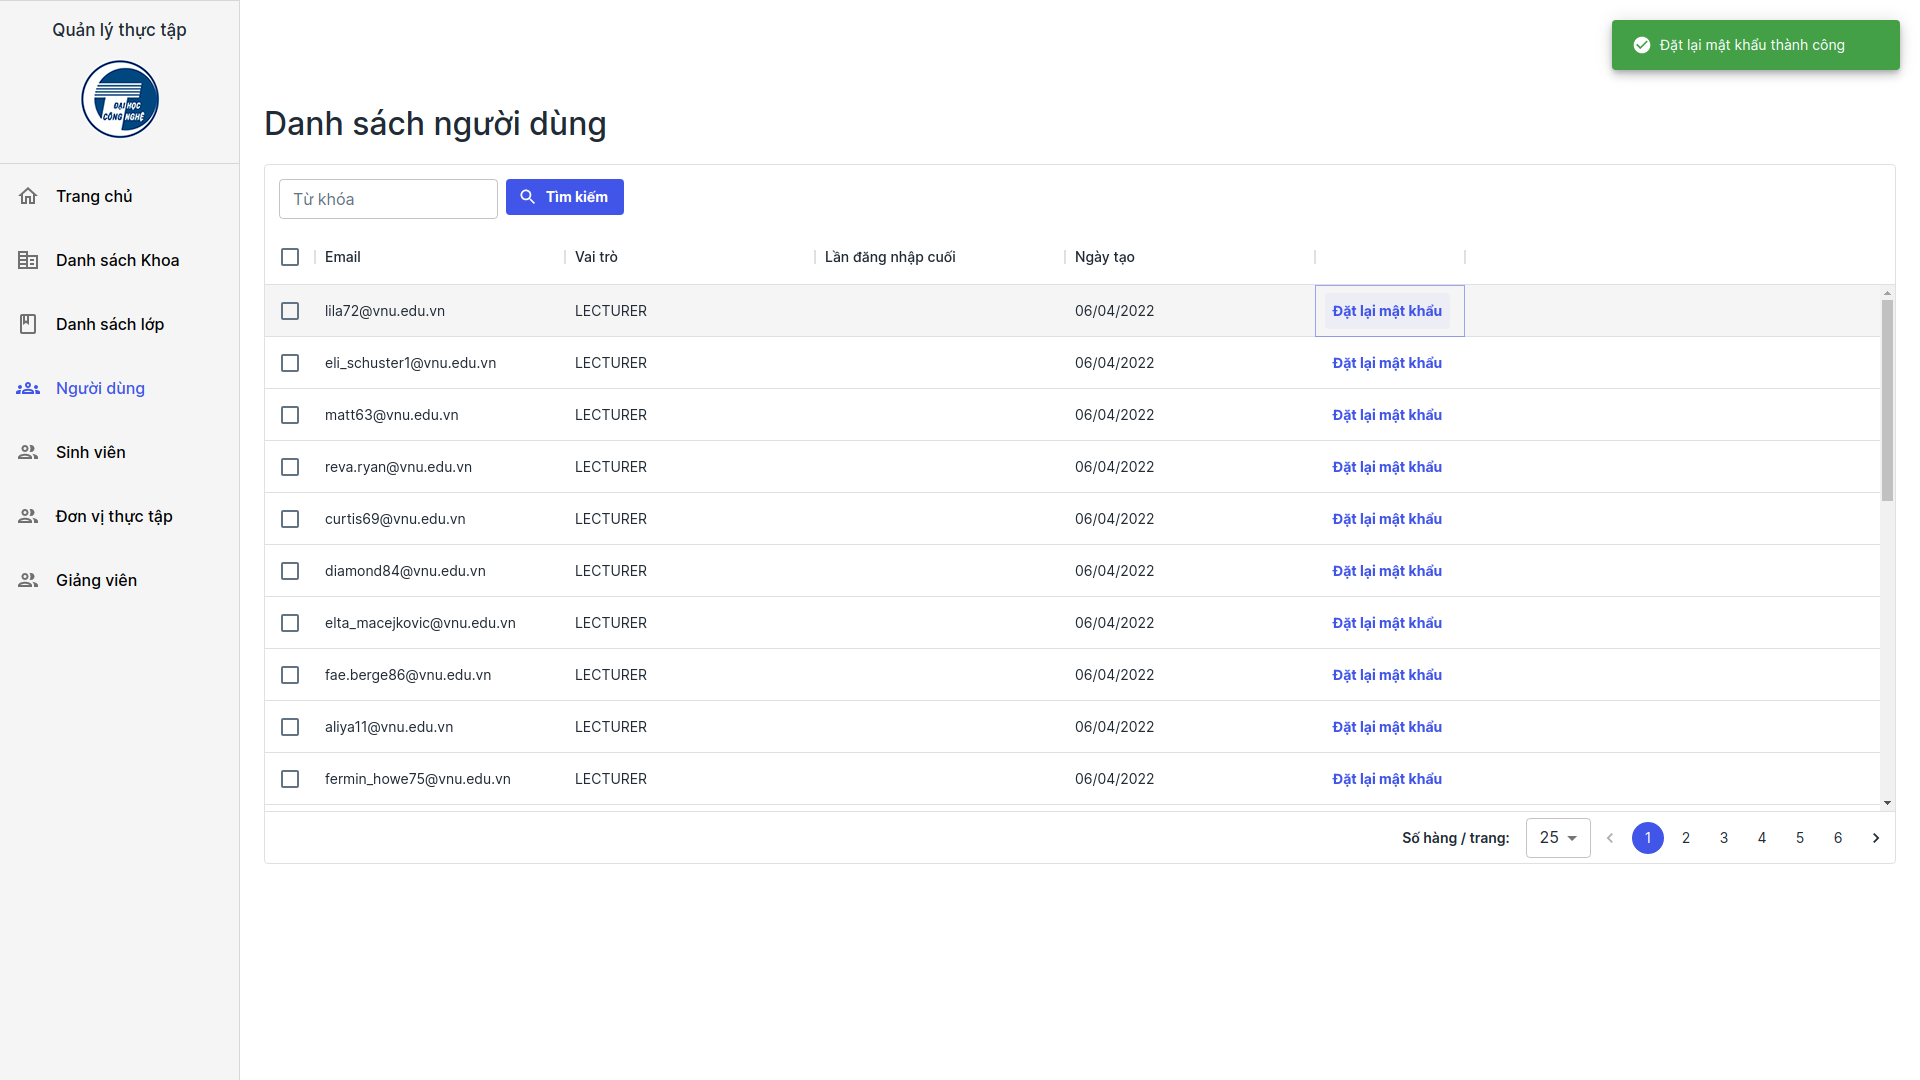 Quản lý thực tập
ĐẠI HỌC
CÔNG NGHỆ
Trang chủ
Danh sách Khoa
Danh sách lớp
Người dùng
Sinh viên
Đơn vị thực tập
Giảng viên
Đặt lại mật khẩu thành công
Danh sách người dùng
Từ khóa
Tìm kiếm
Email Vai trò Lần đăng nhập cuối Ngày tạo
lila72@vnu.edu.vn LECTURER 06/04/2022 Đặt lại mật khẩu
eli_schuster1@vnu.edu.vn LECTURER 06/04/2022 Đặt lại mật khẩu
matt63@vnu.edu.vn LECTURER 06/04/2022 Đặt lại mật khẩu
reva.ryan@vnu.edu.vn LECTURER 06/04/2022 Đặt lại mật khẩu
curtis69@vnu.edu.vn LECTURER 06/04/2022 Đặt lại mật khẩu
diamond84@vnu.edu.vn LECTURER 06/04/2022 Đặt lại mật khẩu
elta_macejkovic@vnu.edu.vn LECTURER 06/04/2022 Đặt lại mật khẩu
fae.berge86@vnu.edu.vn LECTURER 06/04/2022 Đặt lại mật khẩu
aliya11@vnu.edu.vn LECTURER 06/04/2022 Đặt lại mật khẩu
fermin_howe75@vnu.edu.vn LECTURER 06/04/2022 Đặt lại mật khẩu
Số hàng / trang: 25 1 2 3 4 5 6